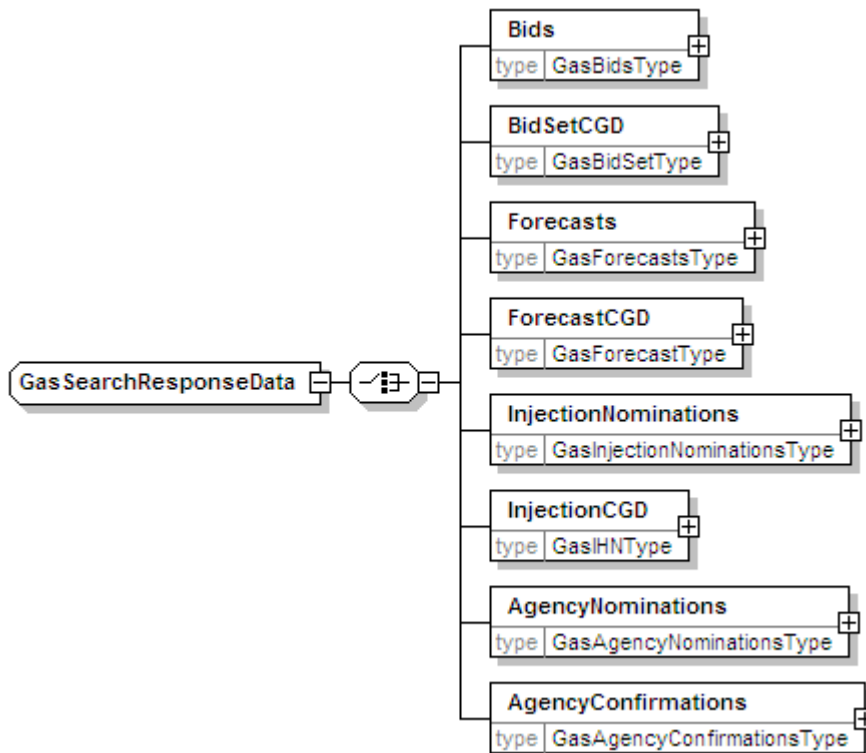 Bids
type GasBidsType
BidSetCGD
type GasBidSetType
Forecasts
type GasForecastsType
ForecastCGD
type GasForecastType
GasSearchResponseData
InjectionNominations
type GasInjectionNominationsType
InjectionCGD
type GasIHNType
AgencyNominations
type GasAgencyNominationsType
AgencyConfirmations
type GasAgencyConfirmationsType